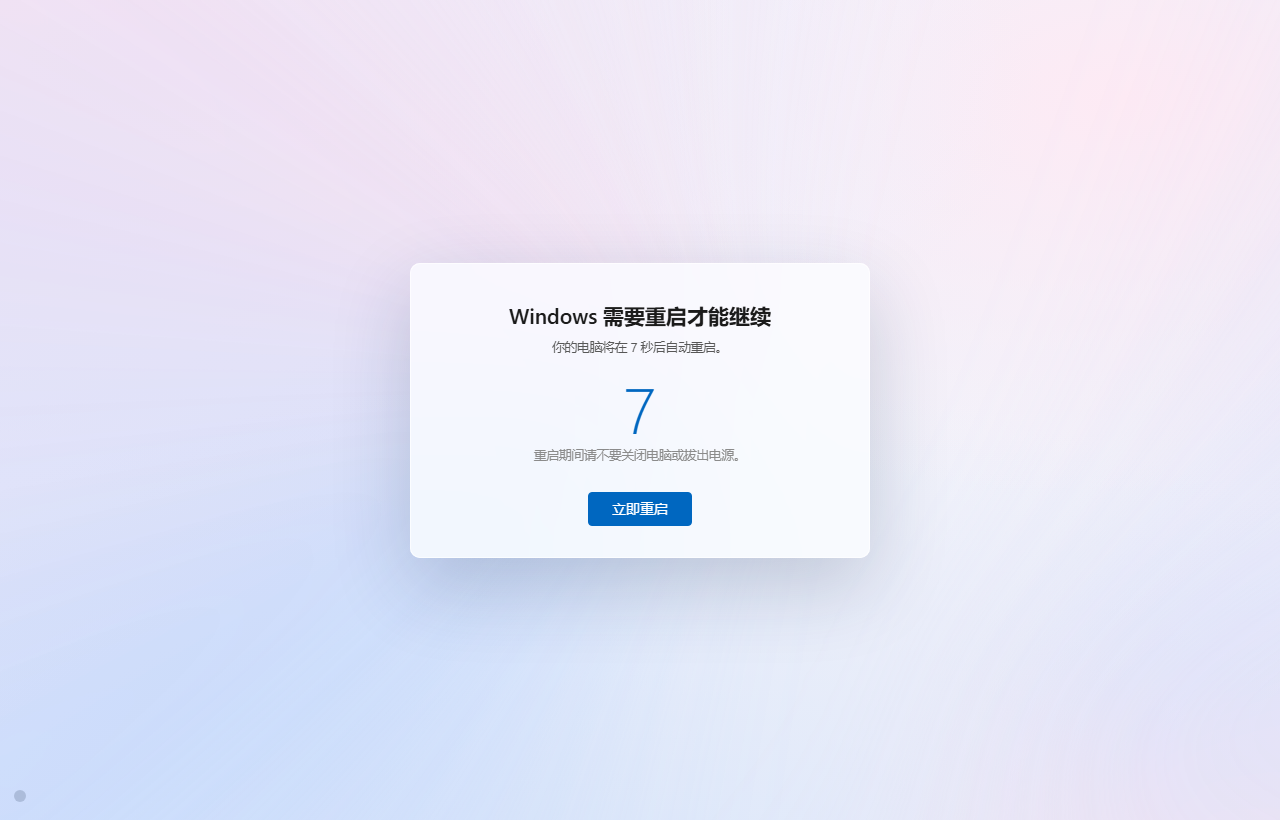 Windows 需要重启才能继续
你的电脑将在 7 秒后自动重启。
7
重启期间请不要关闭电脑或拔出电源。
立即重启